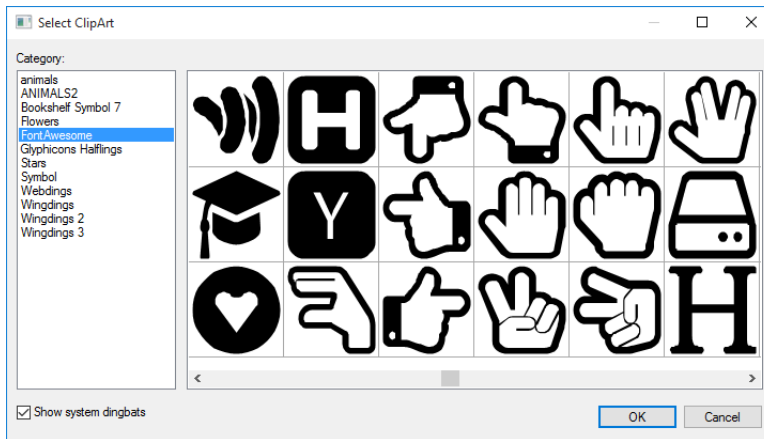 Select ClipArt
Category:
animals
ANIMALS2
Bookshelf Symbol 7
Flowers
FontAwesome
Glyphicons Halflings
Stars
Symbol
Webdings
Wingdings
Wingdings 2
Wingdings 3
H
Y
H
Show system dingbats
OK
Cancel